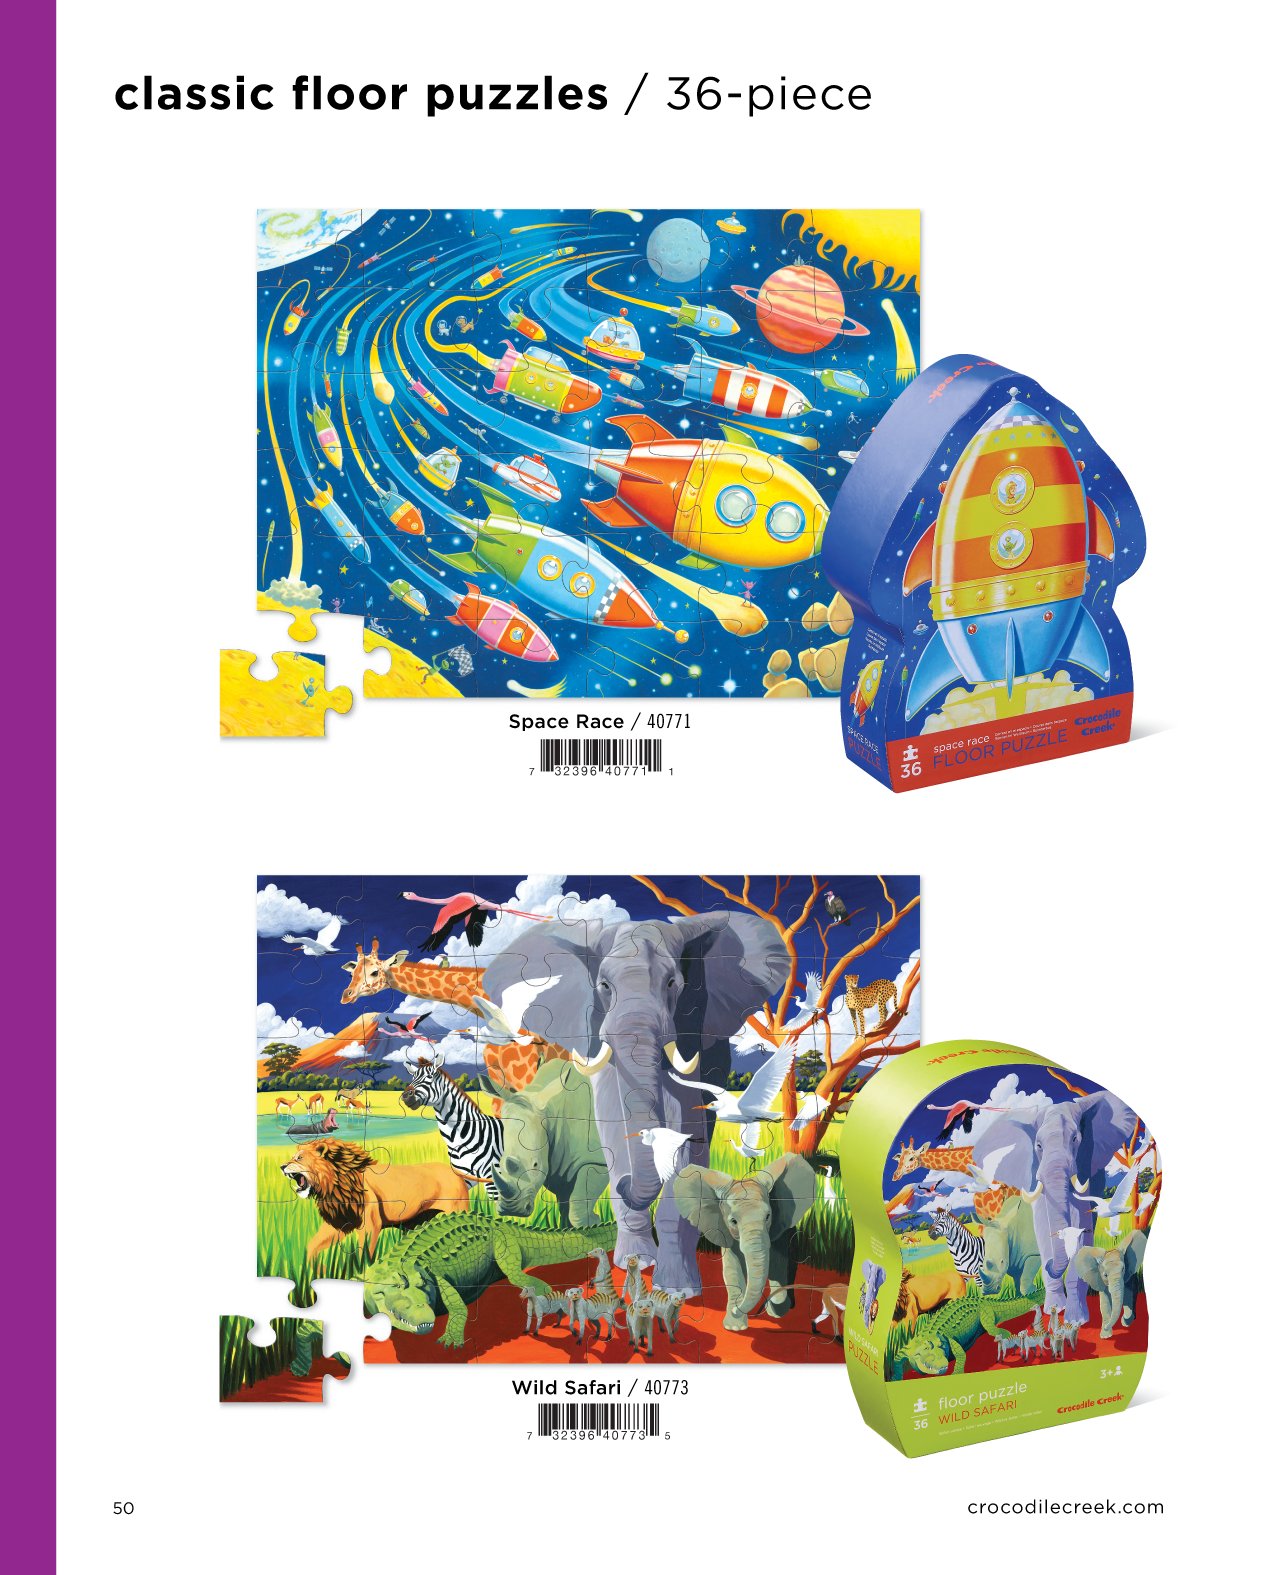 classic floor puzzles / 36-piece
Crocodile Creek
SPACE RACE
PUZZLE
36
space race
FLOOR PUZZLE
Crocodile
Creek
Space Race / 40771
7 32396 40771 1
Crocodile Creek
WILD SAFARI
PUZZLE
36
floor puzzle
WILD SAFARI
3+
Crocodile Creek
Wild Safari / 40773
7 32396 40773 5
50
crocodilecreek.com